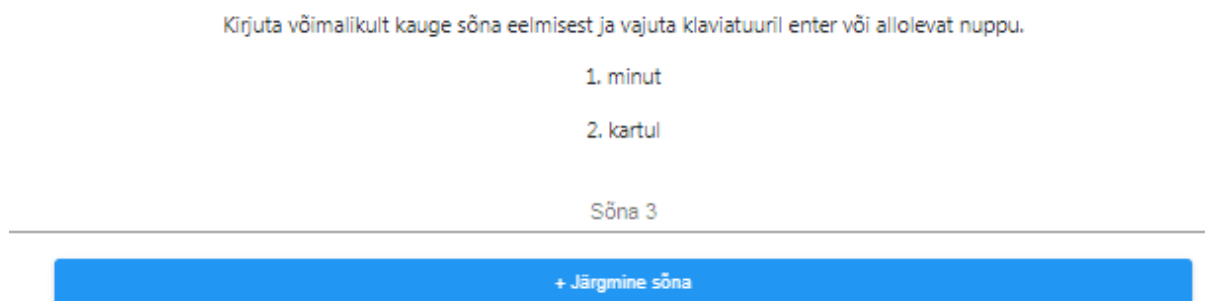 Kirjuta võimalikult kauge sõna eelmisest ja vajuta klaviatuuril enter või allolevat nuppu.
1. minut
2. kartul
Sõna 3
+ Järgmine sõna